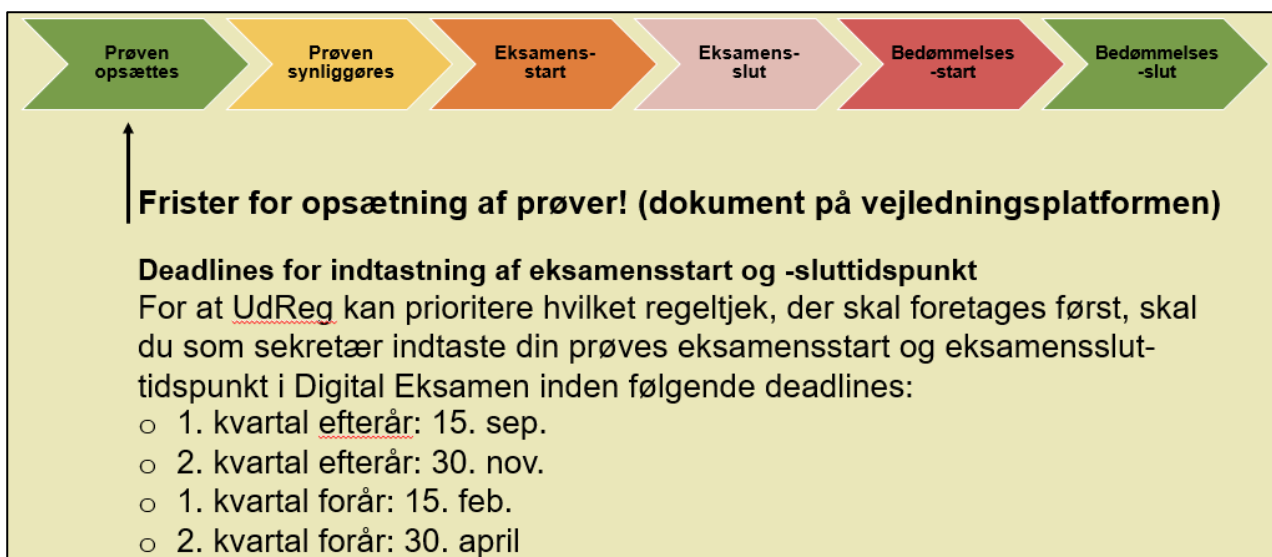 Prøven
opsættes
Prøven
synliggøres
Eksamens-
start
Eksamens-
slut
Bedømmelses
-start
Bedømmelses
-slut
Frister for opsætning af prøver! (dokument på vejledningsplatformen)
Deadlines for indtastning af eksamensstart og -sluttidspunkt
For at UdReg kan prioritere hvilket regeltjek, der skal foretages først, skal
du som sekretær indtaste din prøves eksamensstart og eksamensslut-
tidspunkt i Digital Eksamen inden følgende deadlines:
o 1. kvartal efterår: 15. sep.
o 2. kvartal efterår: 30. nov.
o 1. kvartal forår: 15. feb.
o 2. kvartal forår: 30. april